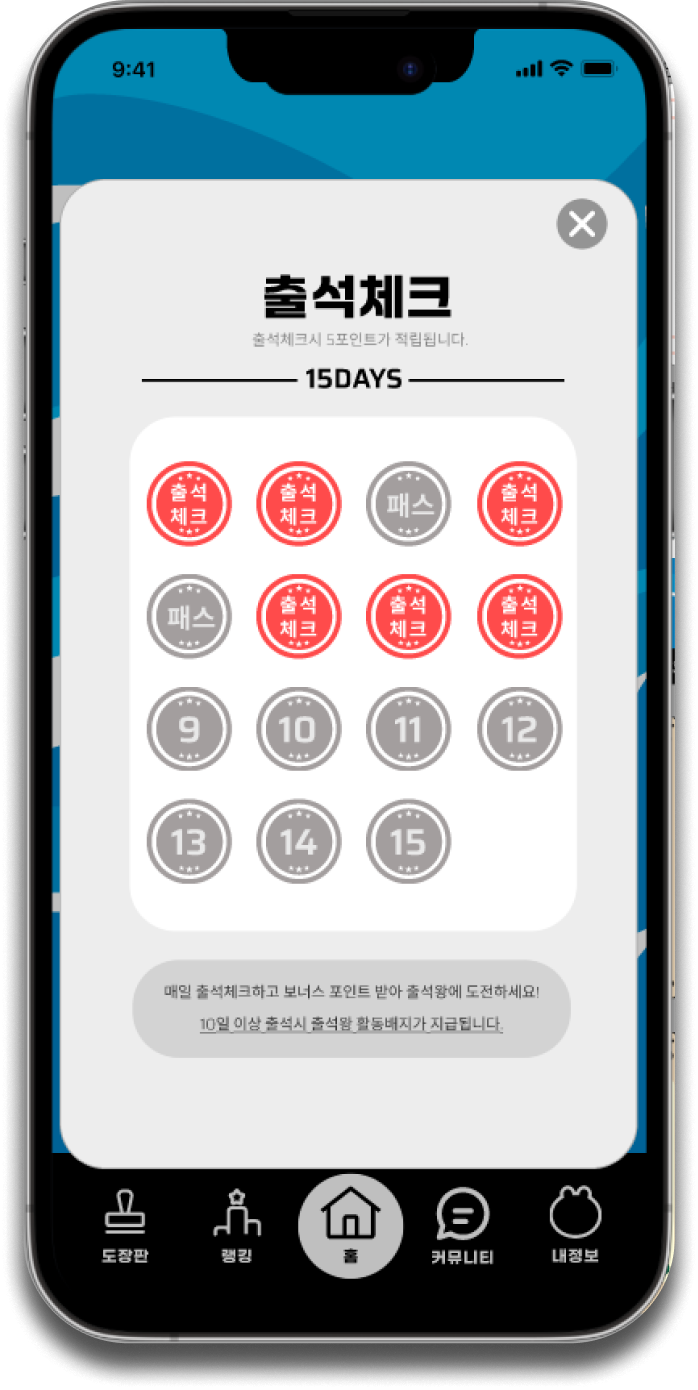 9:41
출석체크
출석체크시 5포인트가 적립됩니다.
15DAYS
출석
체크
출석
체크
패스
출석
체크
패스
출석
체크
출석
체크
출석
체크
9
10
11
12
13
14
15
매일 출석체크하고 보너스 포인트 받아 출석왕에 도전하세요!
10일 이상 출석시 출석왕 활동배지가 지급됩니다.
도장판
랭킹
홈
커뮤니티
내정보